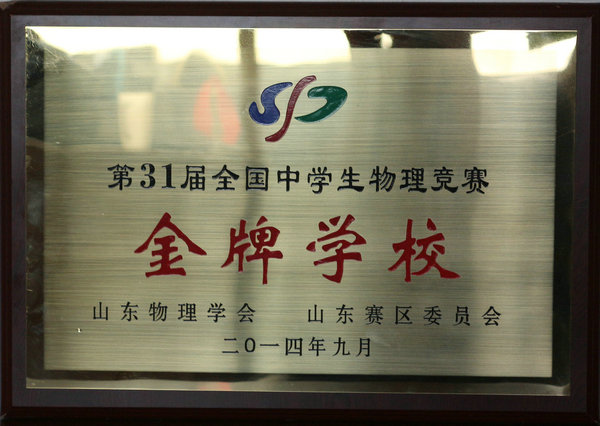 第31届全国中学生物理竞赛
金牌学校
山东物理学会 山东赛区委员会
二〇一四年九月